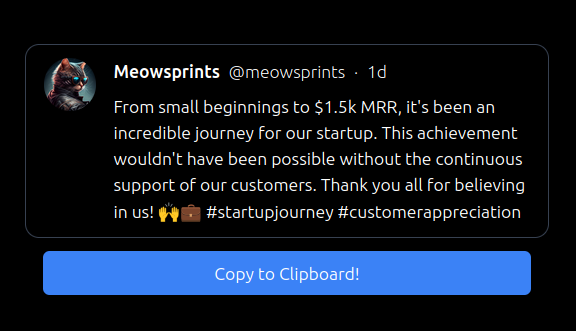 Meowsprints @meowsprints · 1d
From small beginnings to $1.5k MRR, it's been an
incredible journey for our startup. This achievement
wouldn't have been possible without the continuous
support of our customers. Thank you all for believing
in us! 🙌💼 #startupjourney #customerappreciation
Copy to Clipboard!